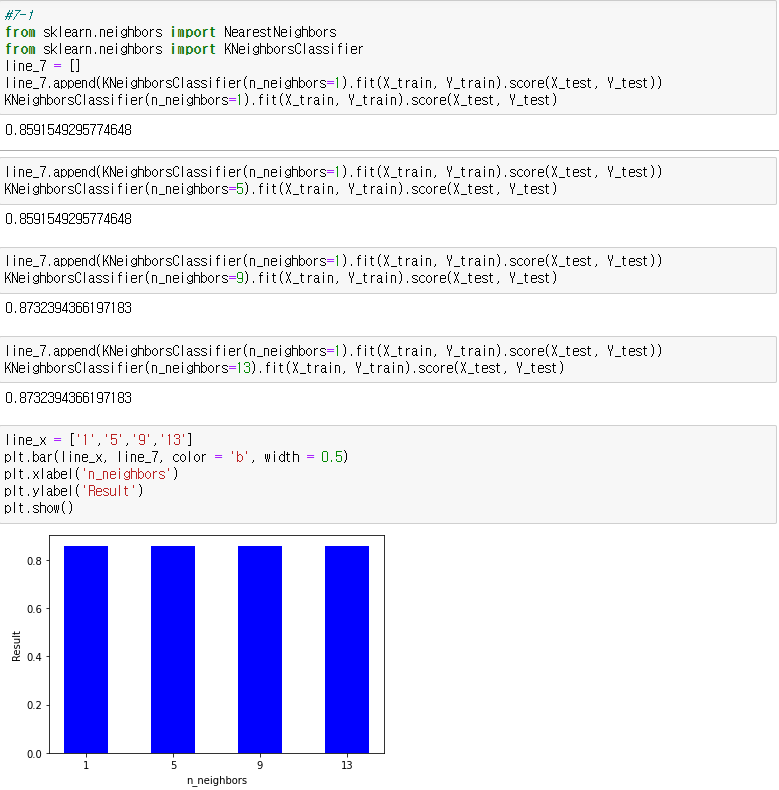 #7-1
from sklearn.neighbors import NearestNeighbors
from sklearn.neighbors import KNeighborsClassifier
line_7 = []
line_7.append(KNeighborsClassifier(n_neighbors=1).fit(X_train, Y_train).score(X_test, Y_test))
KNeighborsClassifier(n_neighbors=1).fit(X_train, Y_train).score(X_test, Y_test)
0.8591549295774648
line_7.append(KNeighborsClassifier(n_neighbors=1).fit(X_train, Y_train).score(X_test, Y_test))
KNeighborsClassifier(n_neighbors=5).fit(X_train, Y_train).score(X_test, Y_test)
0.8591549295774648
line_7.append(KNeighborsClassifier(n_neighbors=1).fit(X_train, Y_train).score(X_test, Y_test))
KNeighborsClassifier(n_neighbors=9).fit(X_train, Y_train).score(X_test, Y_test)
0.8732394366197183
line_7.append(KNeighborsClassifier(n_neighbors=1).fit(X_train, Y_train).score(X_test, Y_test))
KNeighborsClassifier(n_neighbors=13).fit(X_train, Y_train).score(X_test, Y_test)
0.8732394366197183
line_x = ['1','5','9','13']
plt.bar(line_x, line_7, color = 'b', width = 0.5)
plt.xlabel('n_neighbors')
plt.ylabel('Result')
plt.show()
0.8
0.6
0.4
0.2
0.0
Result
1 5 9 13
n_neighbors